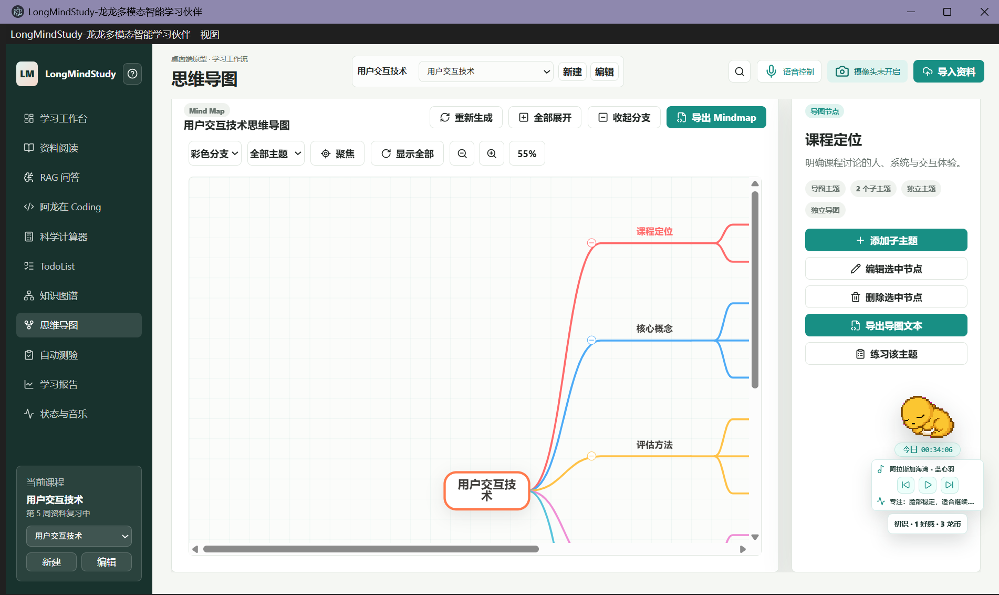 LongMindStudy-龙龙多模态智能学习伙伴
LongMindStudy-龙龙多模态智能学习伙伴 视图
LM LongMindStudy
学习工作台
资料阅读
RAG 问答
阿龙在 Coding
科学计算器
TodoList
知识图谱
思维导图
自动测验
学习报告
状态与音乐
当前课程
用户交互技术
第 5 周资料复习中
用户交互技术
新建 编辑
桌面端原型 · 学习工作流
思维导图
用户交互技术 用户交互技术 新建 编辑
语音控制 摄像头未开启 导入资料
Mind Map
用户交互技术思维导图
重新生成 全部展开 收起分支 导出 Mindmap
彩色分支 全部主题 聚焦 显示全部 55%
课程定位
核心概念
评估方法
用户交互技
术
导图节点
课程定位
明确课程讨论的人、系统与交互体验。
导图主题 2 个子主题 独立主题
独立导图
添加子主题
编辑选中节点
删除选中节点
导出导图文本
练习该主题
今日 00:34:06
阿拉斯加海湾 - 蓝心羽
专注：脸部稳定，适合继续...
初识 · 1 好感 · 3 龙币